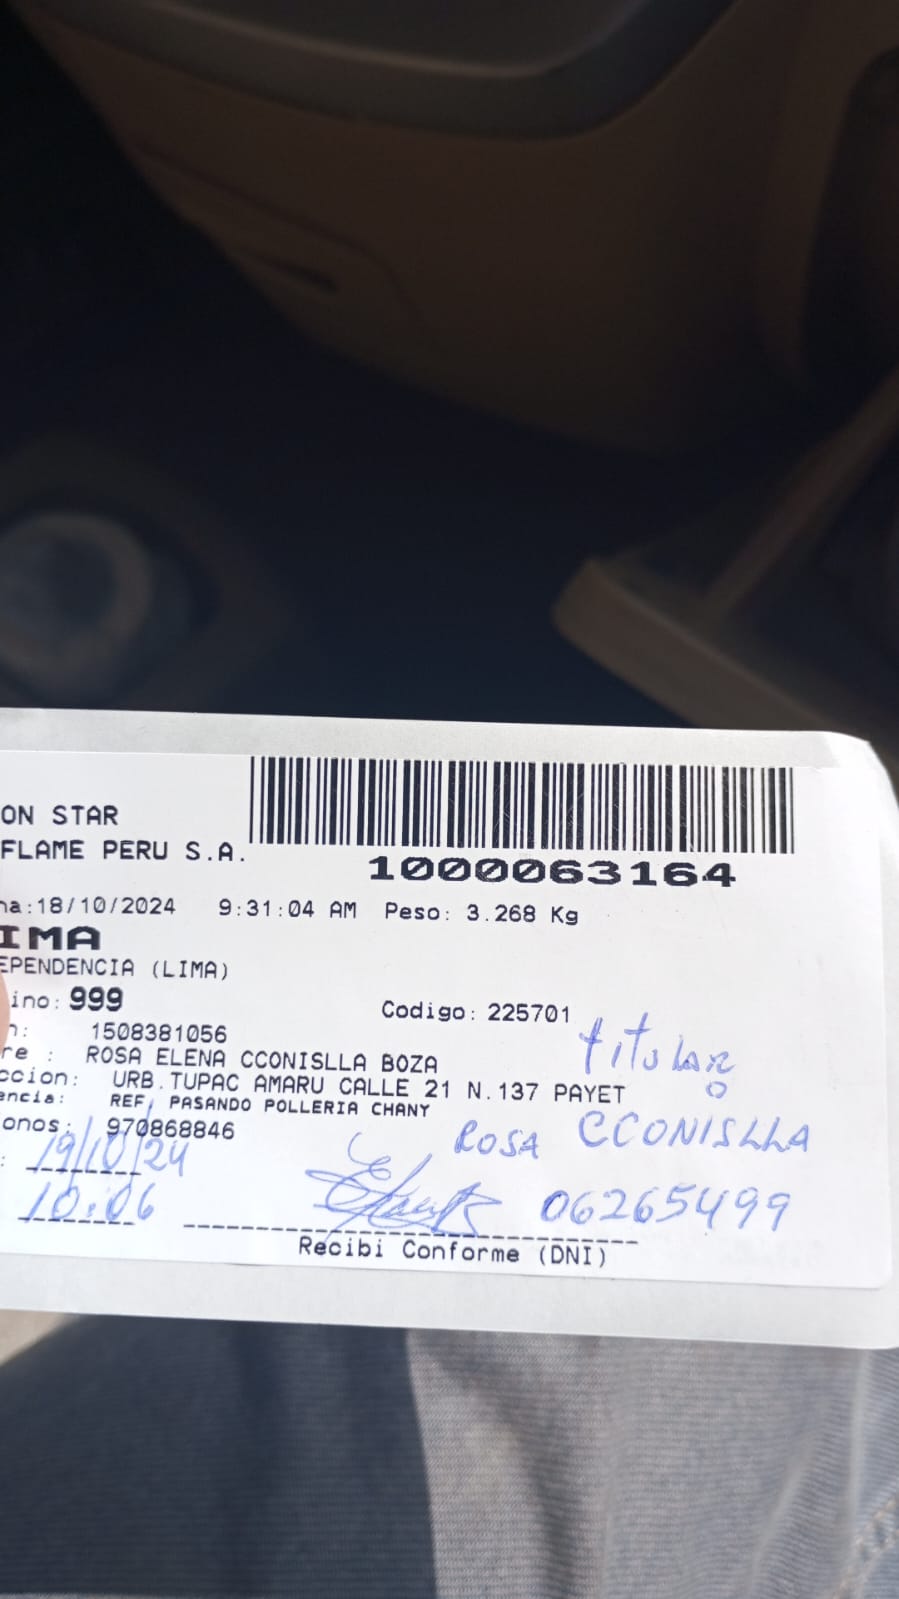 ON STAR
FLAME PERU S.A.
1000063164
ha:18/10/2024 9:31:04 AM Peso: 3.268 Kg
IMA
EPENDENCIA (LIMA)
ino: 999 Codigo: 225701
n: 1508381056 titular
re : ROSA ELENA CCONISLLA BOZA
ccion: URB.TUPAC AMARU CALLE 21 N.137 PAYET
encia: REF, PASANDO POLLERIA CHANY
onos: 970868846 ROSA CCONISLLA
: 19/10/24
10:06 06265499
Recibi Conforme (DNI)